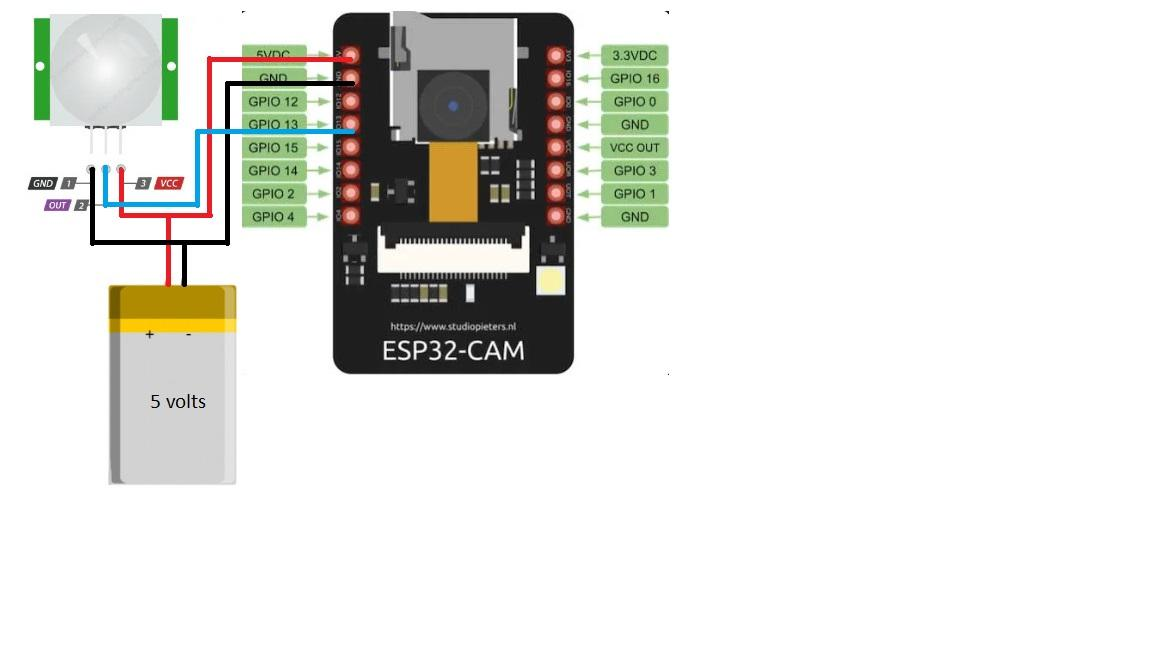 5VDC
GND
GPIO 12
GPIO 13
GPIO 15
GPIO 14
GPIO 2
GPIO 4
3.3VDC
GPIO 16
GPIO 0
GND
VCC OUT
GPIO 3
GPIO 1
GND
GND 1
3 VCC
OUT 2
https://www.studiopieters.nl
ESP32-CAM
+ -
5 volts